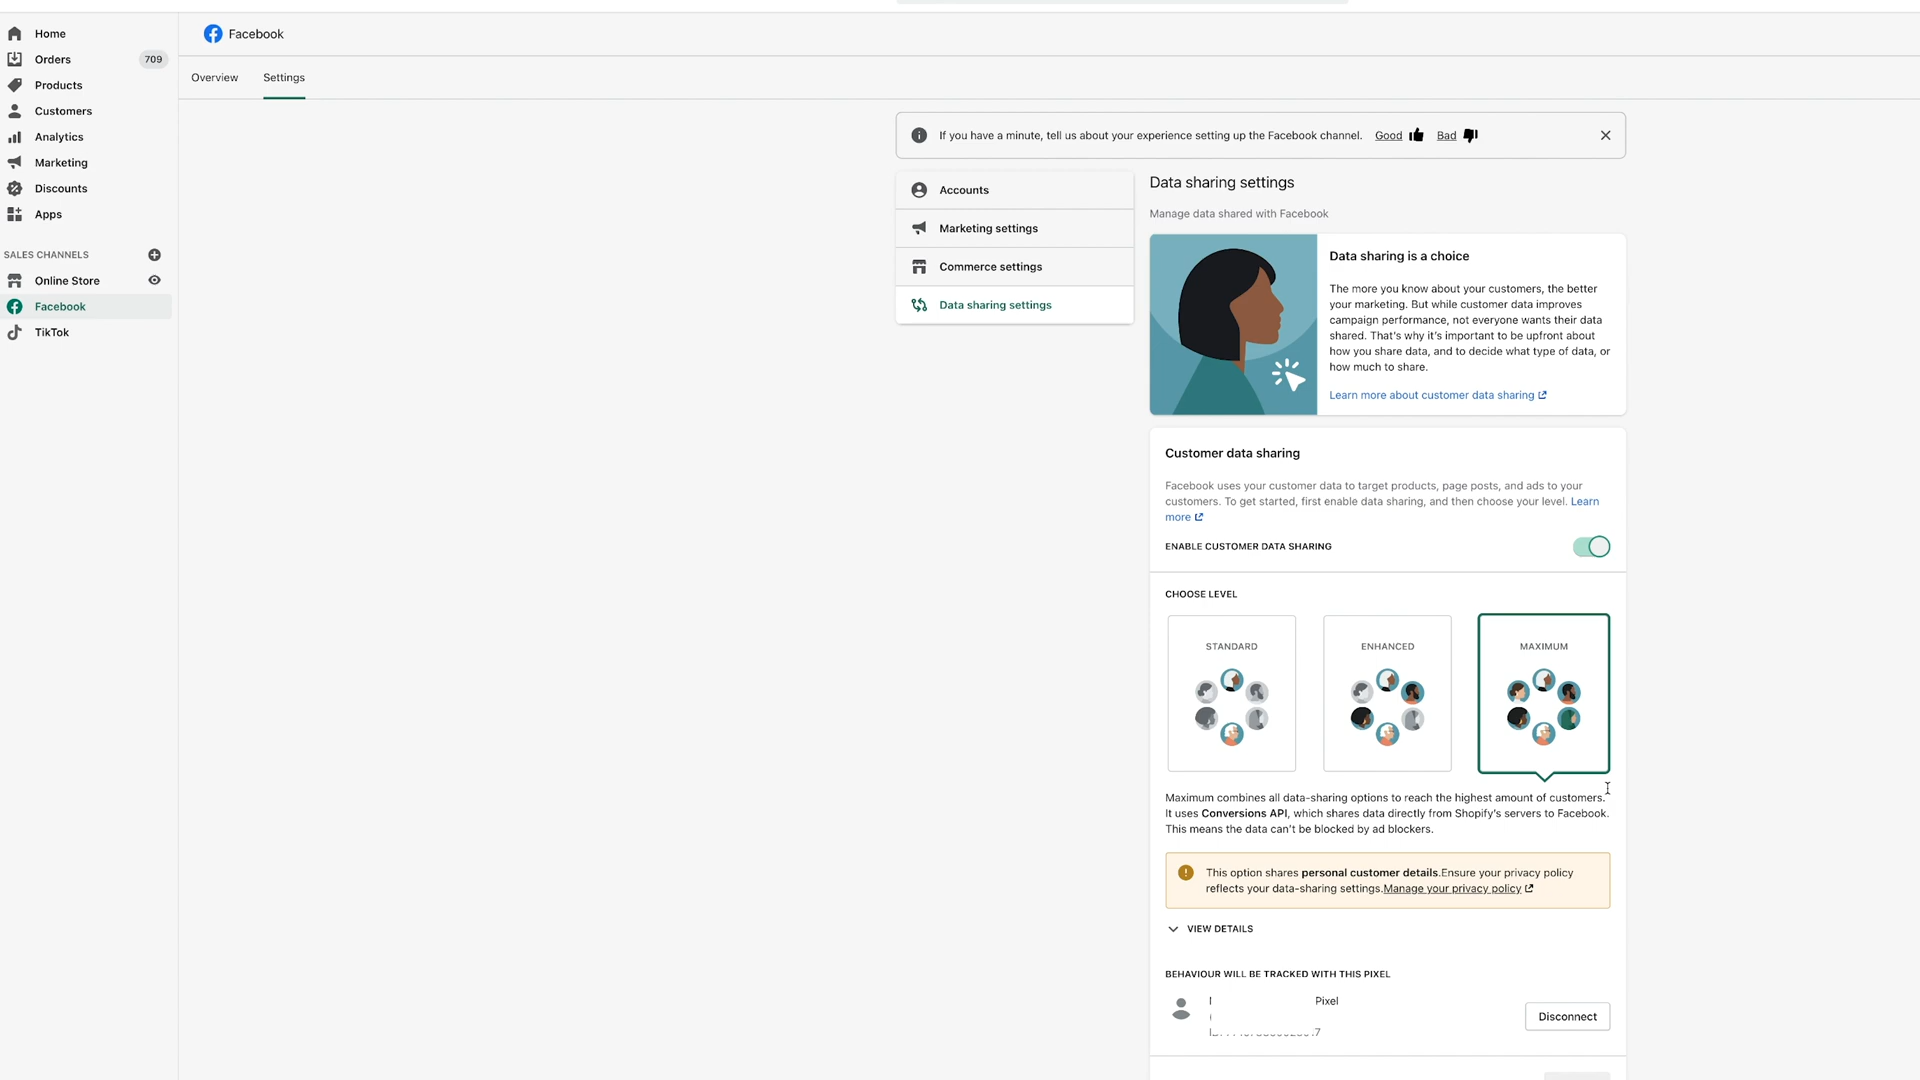 Home
Orders 709
Products
Customers
Analytics
Marketing
Discounts
Apps
SALES CHANNELS
Online Store
Facebook
TikTok
Facebook
Overview Settings
If you have a minute, tell us about your experience setting up the Facebook channel. Good Bad
Accounts
Marketing settings
Commerce settings
Data sharing settings
Data sharing settings
Manage data shared with Facebook
Data sharing is a choice
The more you know about your customers, the better
your marketing. But while customer data improves
campaign performance, not everyone wants their data
shared. That's why it's important to be upfront about
how you share data, and to decide what type of data, or
how much to share.
Learn more about customer data sharing
Customer data sharing
Facebook uses your customer data to target products, page posts, and ads to your
customers. To get started, first enable data sharing, and then choose your level. Learn
more
ENABLE CUSTOMER DATA SHARING
CHOOSE LEVEL
STANDARD ENHANCED MAXIMUM
Maximum combines all data-sharing options to reach the highest amount of customers.
It uses Conversions API, which shares data directly from Shopify's servers to Facebook.
This means the data can't be blocked by ad blockers.
This option shares personal customer details.Ensure your privacy policy
reflects your data-sharing settings.Manage your privacy policy
VIEW DETAILS
BEHAVIOUR WILL BE TRACKED WITH THIS PIXEL
Pixel
Disconnect